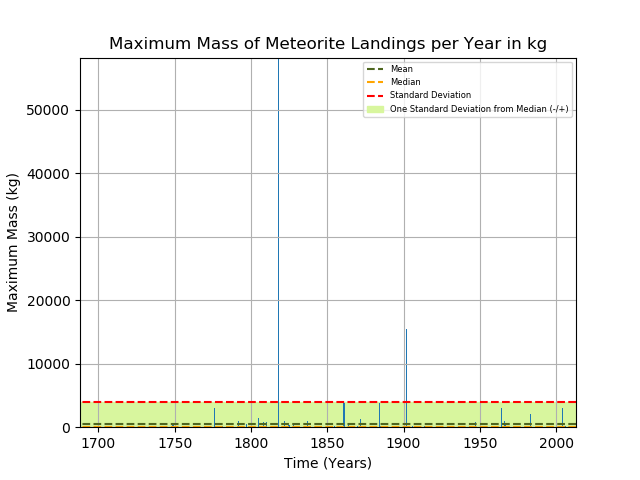 Maximum Mass of Meteorite Landings per Year in kg
Mean
Median
Standard Deviation
One Standard Deviation from Median (-/+)
Maximum Mass (kg)
50000
40000
30000
20000
10000
0
1700 1750 1800 1850 1900 1950 2000
Time (Years)